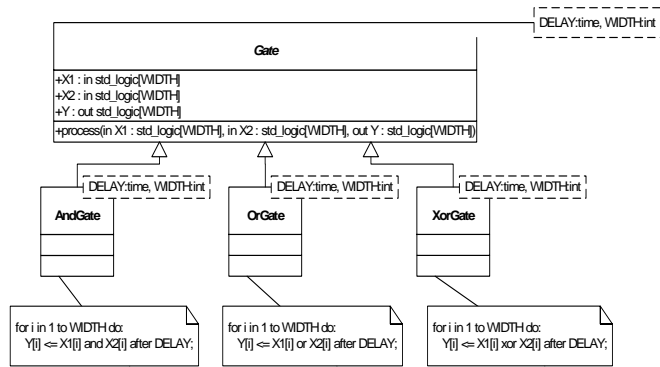 DELAY:time, WIDTH:int
Gate
+X1 : in std_logic[WIDTH]
+X2 : in std_logic[WIDTH]
+Y : out std_logic[WIDTH]
+process(in X1 : std_logic[WIDTH], in X2 : std_logic[WIDTH], out Y : std_logic[WIDTH])
DELAY:time, WIDTH:int
DELAY:time, WIDTH:int
DELAY:time, WIDTH:int
AndGate
OrGate
XorGate
for i in 1 to WIDTH do:
Y[i] <= X1[i] and X2[i] after DELAY;
for i in 1 to WIDTH do:
Y[i] <= X1[i] or X2[i] after DELAY;
for i in 1 to WIDTH do:
Y[i] <= X1[i] xor X2[i] after DELAY;